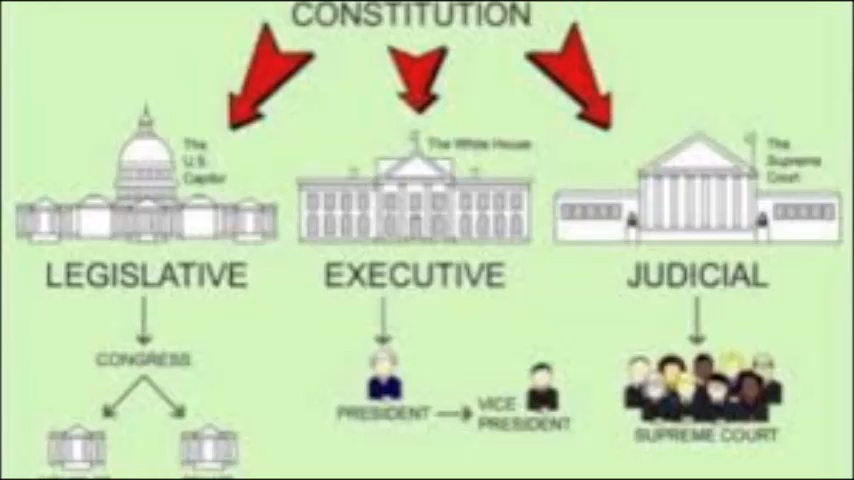 CONSTITUTION
The
U.S.
Capitol
The White House
The
Supreme
Court
LEGISLATIVE
EXECUTIVE
JUDICIAL
CONGRESS
PRESIDENT
VICE
PRESIDENT
SUPREME COURT